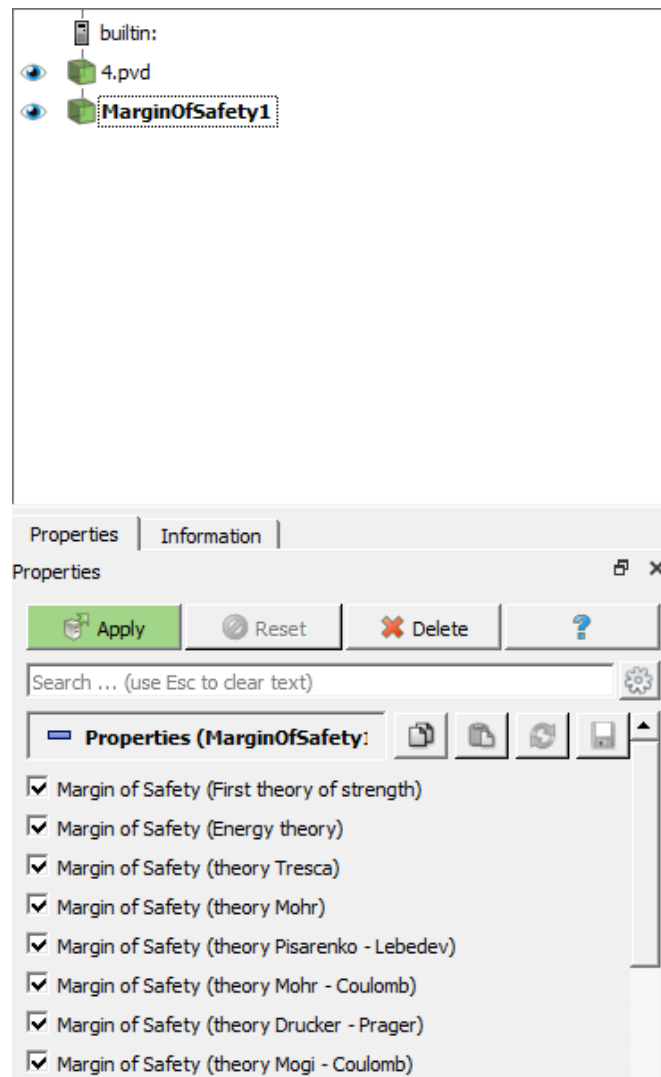 builtin:
4.pvd
MarginOfSafety1
Properties Information
Properties
Apply Reset Delete ?
Search ... (use Esc to clear text)
Properties (MarginOfSafety1
Margin of Safety (First theory of strength)
Margin of Safety (Energy theory)
Margin of Safety (theory Tresca)
Margin of Safety (theory Mohr)
Margin of Safety (theory Pisarenko - Lebedev)
Margin of Safety (theory Mohr - Coulomb)
Margin of Safety (theory Drucker - Prager)
Margin of Safety (theory Mogi - Coulomb)